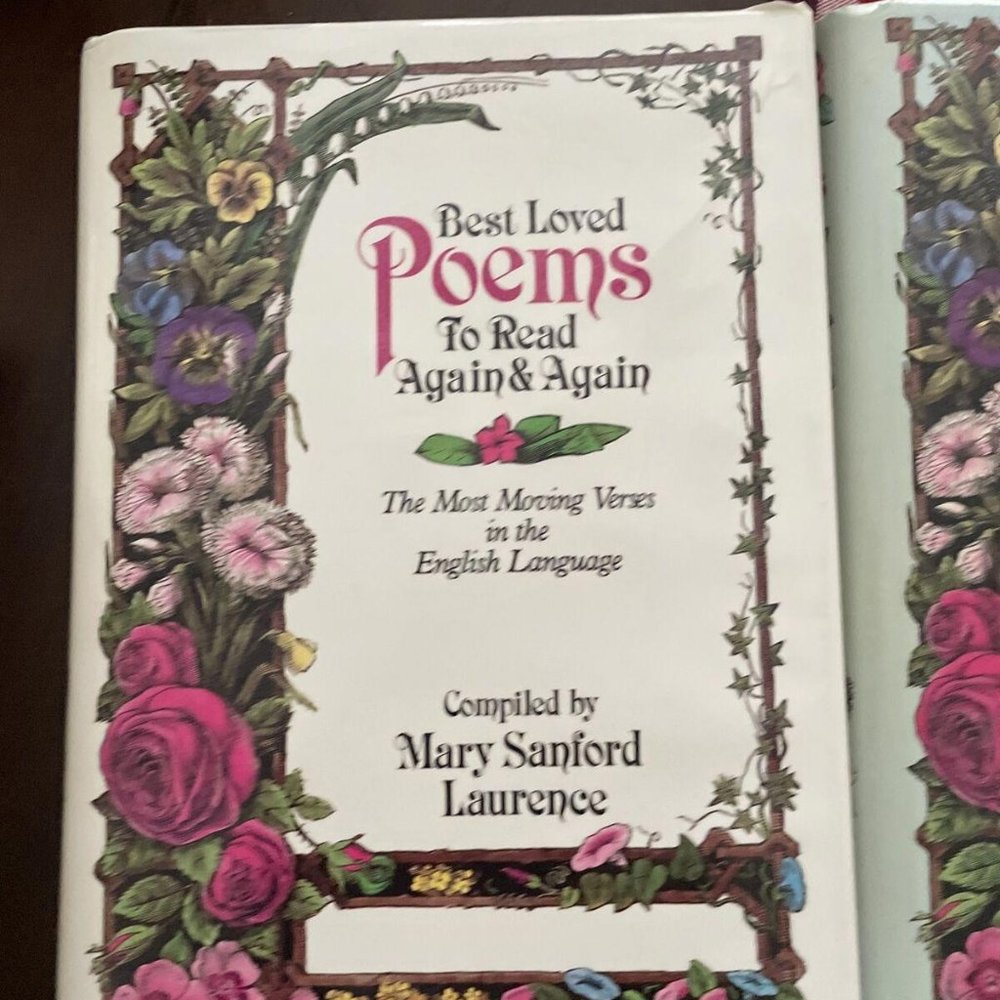 Best Loved
Poems
To Read
Again & Again
The Most Moving Verses
in the
English Language
Compiled by
Mary Sanford
Laurence